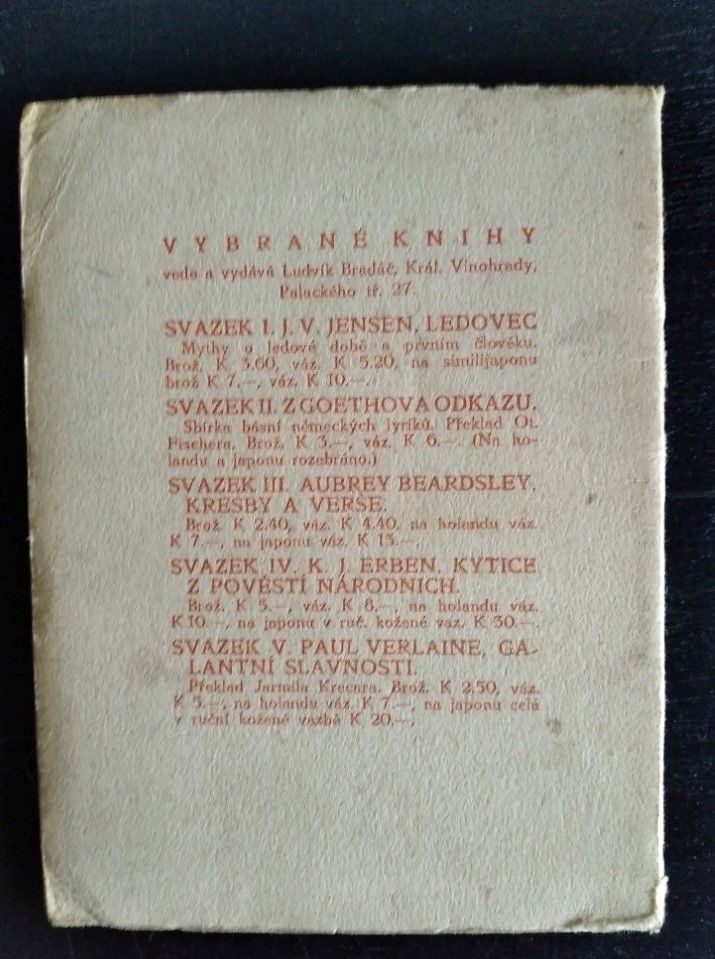 VYBRANÉ KNIHY
vede a vydává Ludvík Bradáč, Král. Vinohrady,
Palackého tř. 27.
SVAZEK I. J. V. JENSEN, LEDOVEC
Mythy o ledové době a prvním člověku.
Brož. K 3.60, váz. K 5.20, na similijaponu
brož K 7.—, váz. K 10.—.
SVAZEK II. Z GOETHOVA ODKAZU.
Sbírka básní německých lyriků. Překlad Ot.
Fischera. Brož. K 3.—, váz. K 6.—. (Na ho-
landu a japonu rozebráno.)
SVAZEK III. AUBREY BEARDSLEY,
KRESBY A VERŠE.
Brož. K 2.40, váz. K 4.40, na holandu váz.
K 7.—, na japonu váz. K 15.—.
SVAZEK IV. K. J. ERBEN, KYTICE
Z POVĚSTÍ NÁRODNICH.
Brož. K 5.—, váz. K 8.—, na holandu váz.
K 10.—, na japonu v ruč. kožené váz. K 30.—.
SVAZEK V. PAUL VERLAINE, GA-
LANTNÍ SLAVNOSTI.
Překlad Jarmila Krecara. Brož. K 2.50, váz.
K 5.—, na holandu váz. K 7.—, na japonu celá
v ruční kožené vazbě K 20.—.